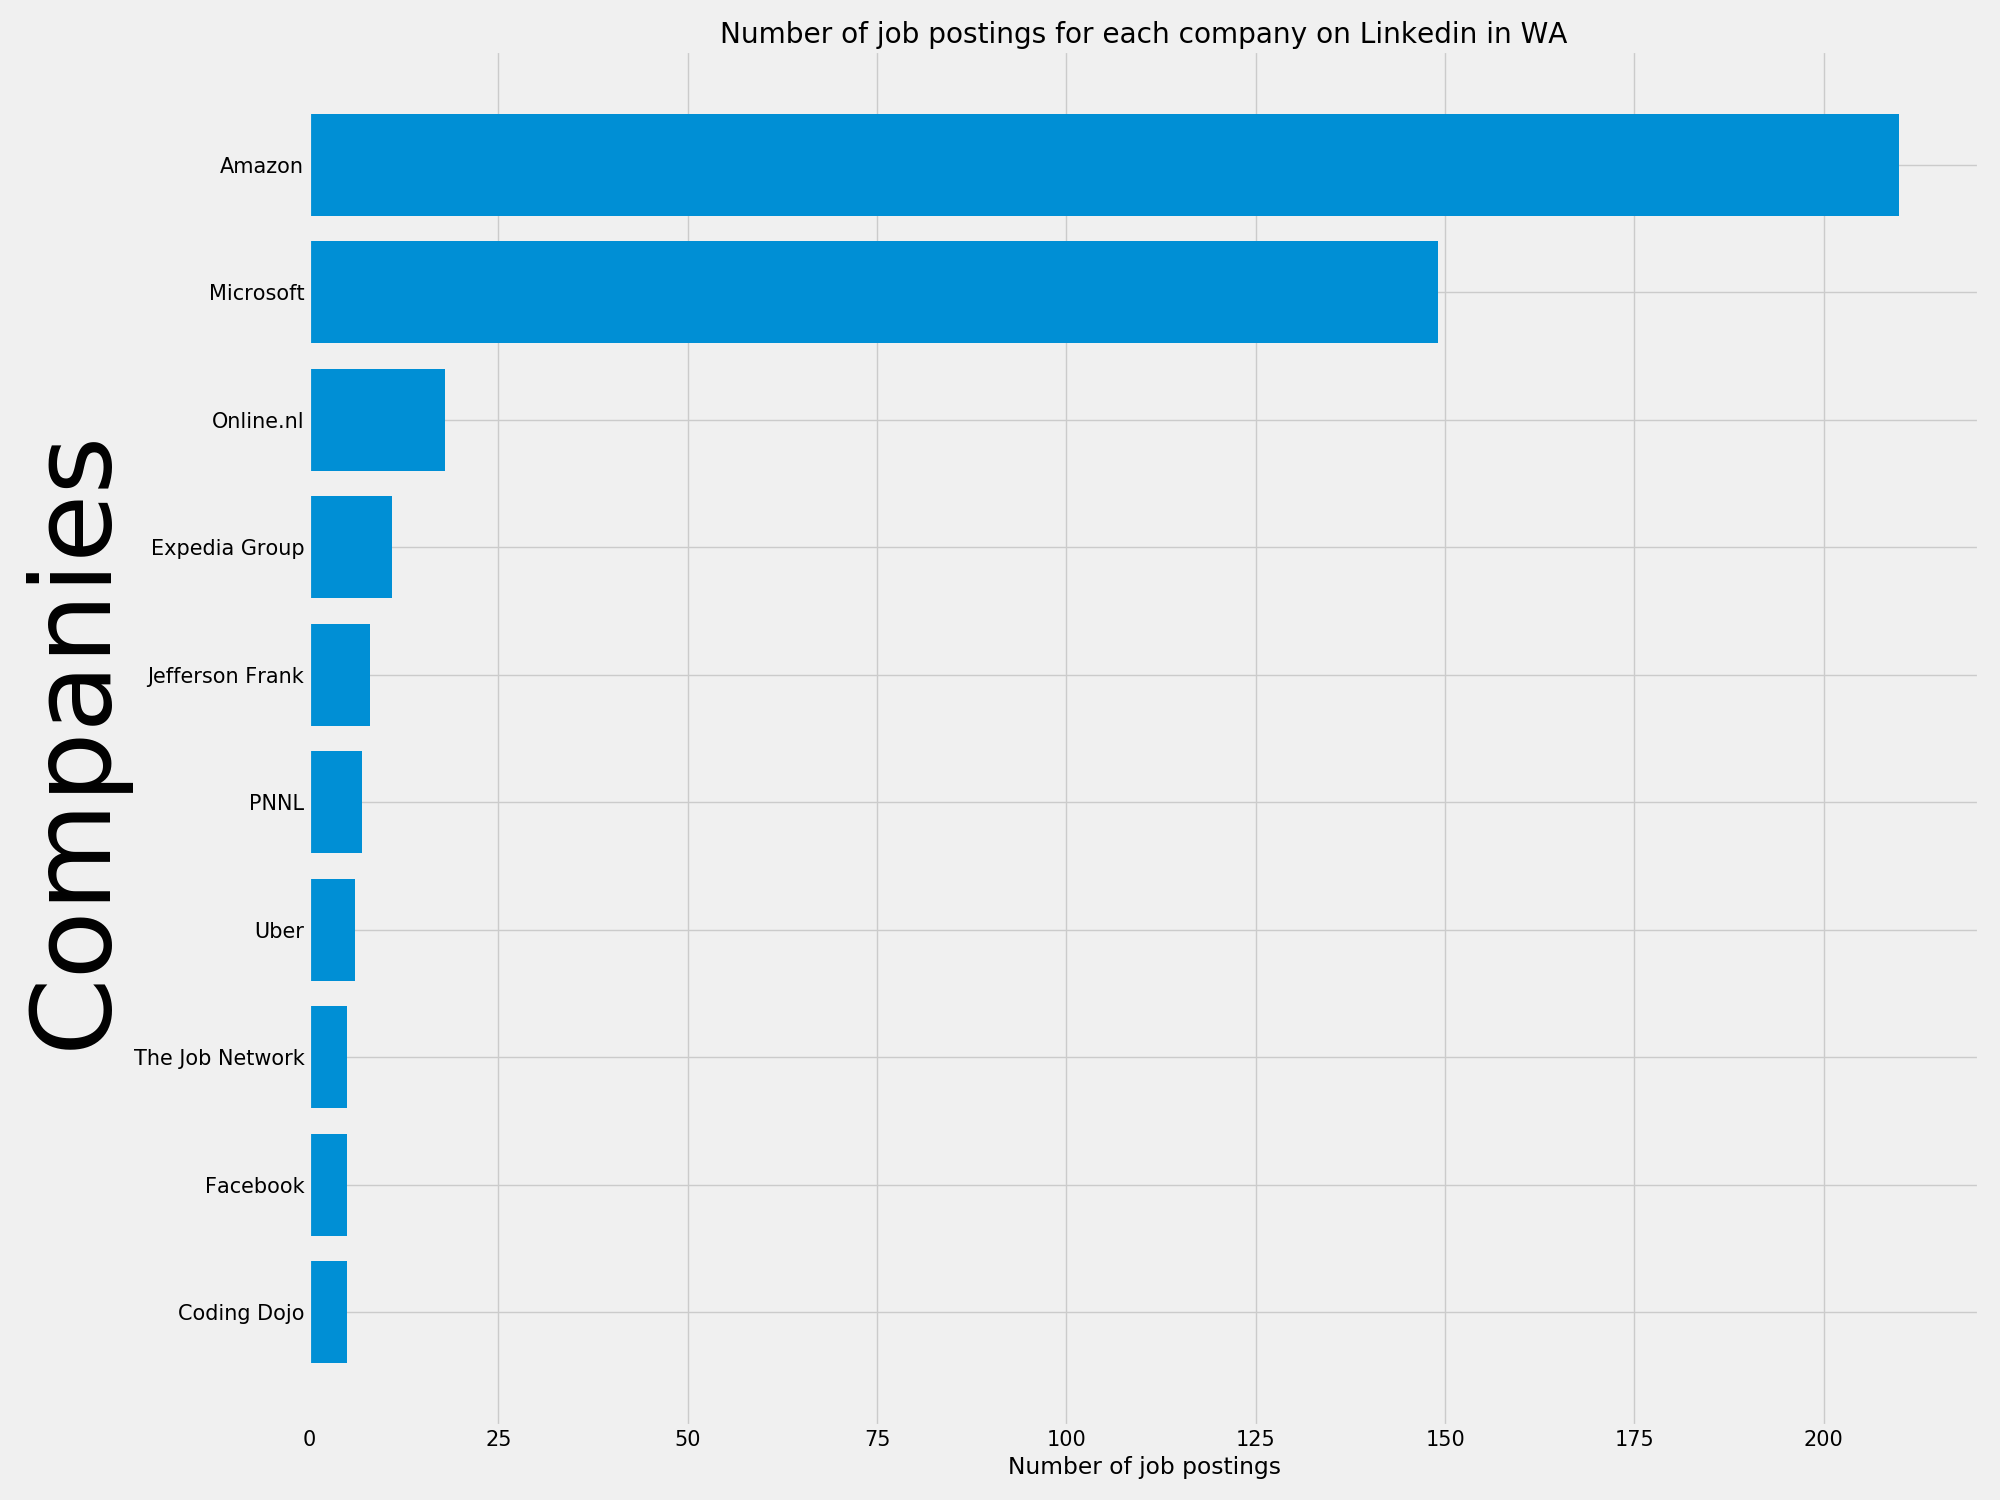 Number of job postings for each company on Linkedin in WA
Companies
Amazon
Microsoft
Online.nl
Expedia Group
Jefferson Frank
PNNL
Uber
The Job Network
Facebook
Coding Dojo
0 25 50 75 100 125 150 175 200
Number of job postings